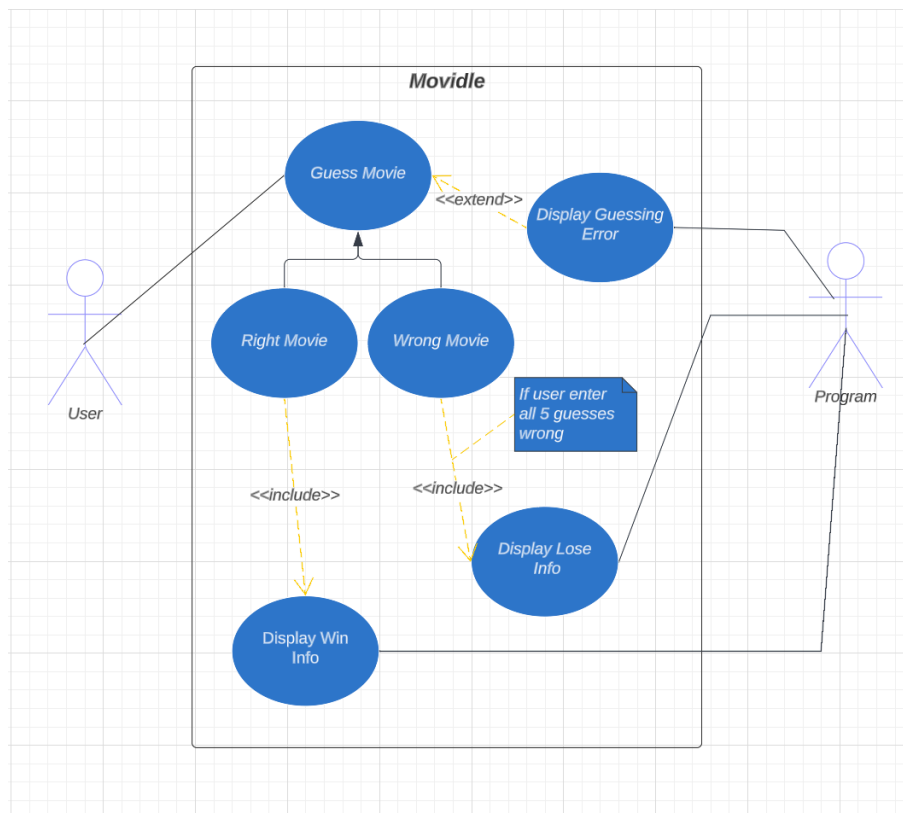 Movidle
Guess Movie
<<extend>>
Display Guessing
Error
Right Movie
Wrong Movie
User
Program
If user enter
all 5 guesses
wrong
<<include>>
<<include>>
Display Lose
Info
Display Win
Info